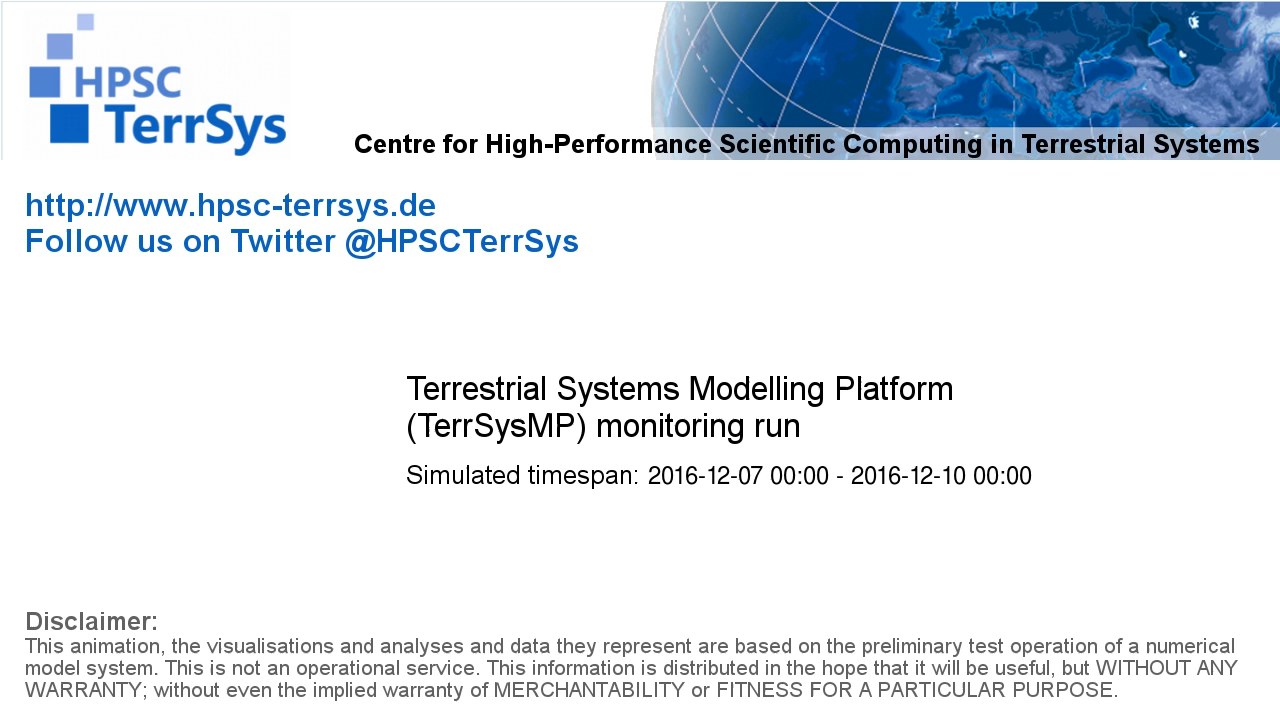 HPSC
TerrSys
Centre for High-Performance Scientific Computing in Terrestrial Systems
http://www.hpsc-terrsys.de
Follow us on Twitter @HPSCTerrSys
Terrestrial Systems Modelling Platform
(TerrSysMP) monitoring run
Simulated timespan: 2016-12-07 00:00 - 2016-12-10 00:00
Disclaimer:
This animation, the visualisations and analyses and data they represent are based on the preliminary test operation of a numerical
model system. This is not an operational service. This information is distributed in the hope that it will be useful, but WITHOUT ANY
WARRANTY; without even the implied warranty of MERCHANTABILITY or FITNESS FOR A PARTICULAR PURPOSE.